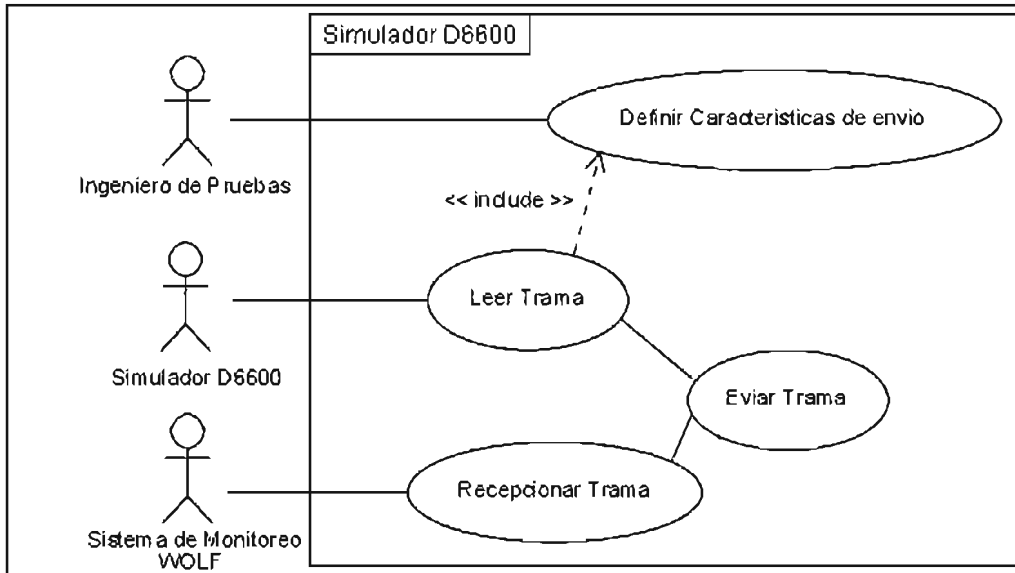 Simulador D6600
Definir Caracteristicas de envio
Ingeniero de Pruebas
<< include >>
Leer Trama
Simulador D6600
Eviar Trama
Recepcionar Trama
Sistema de Monitoreo
WOLF